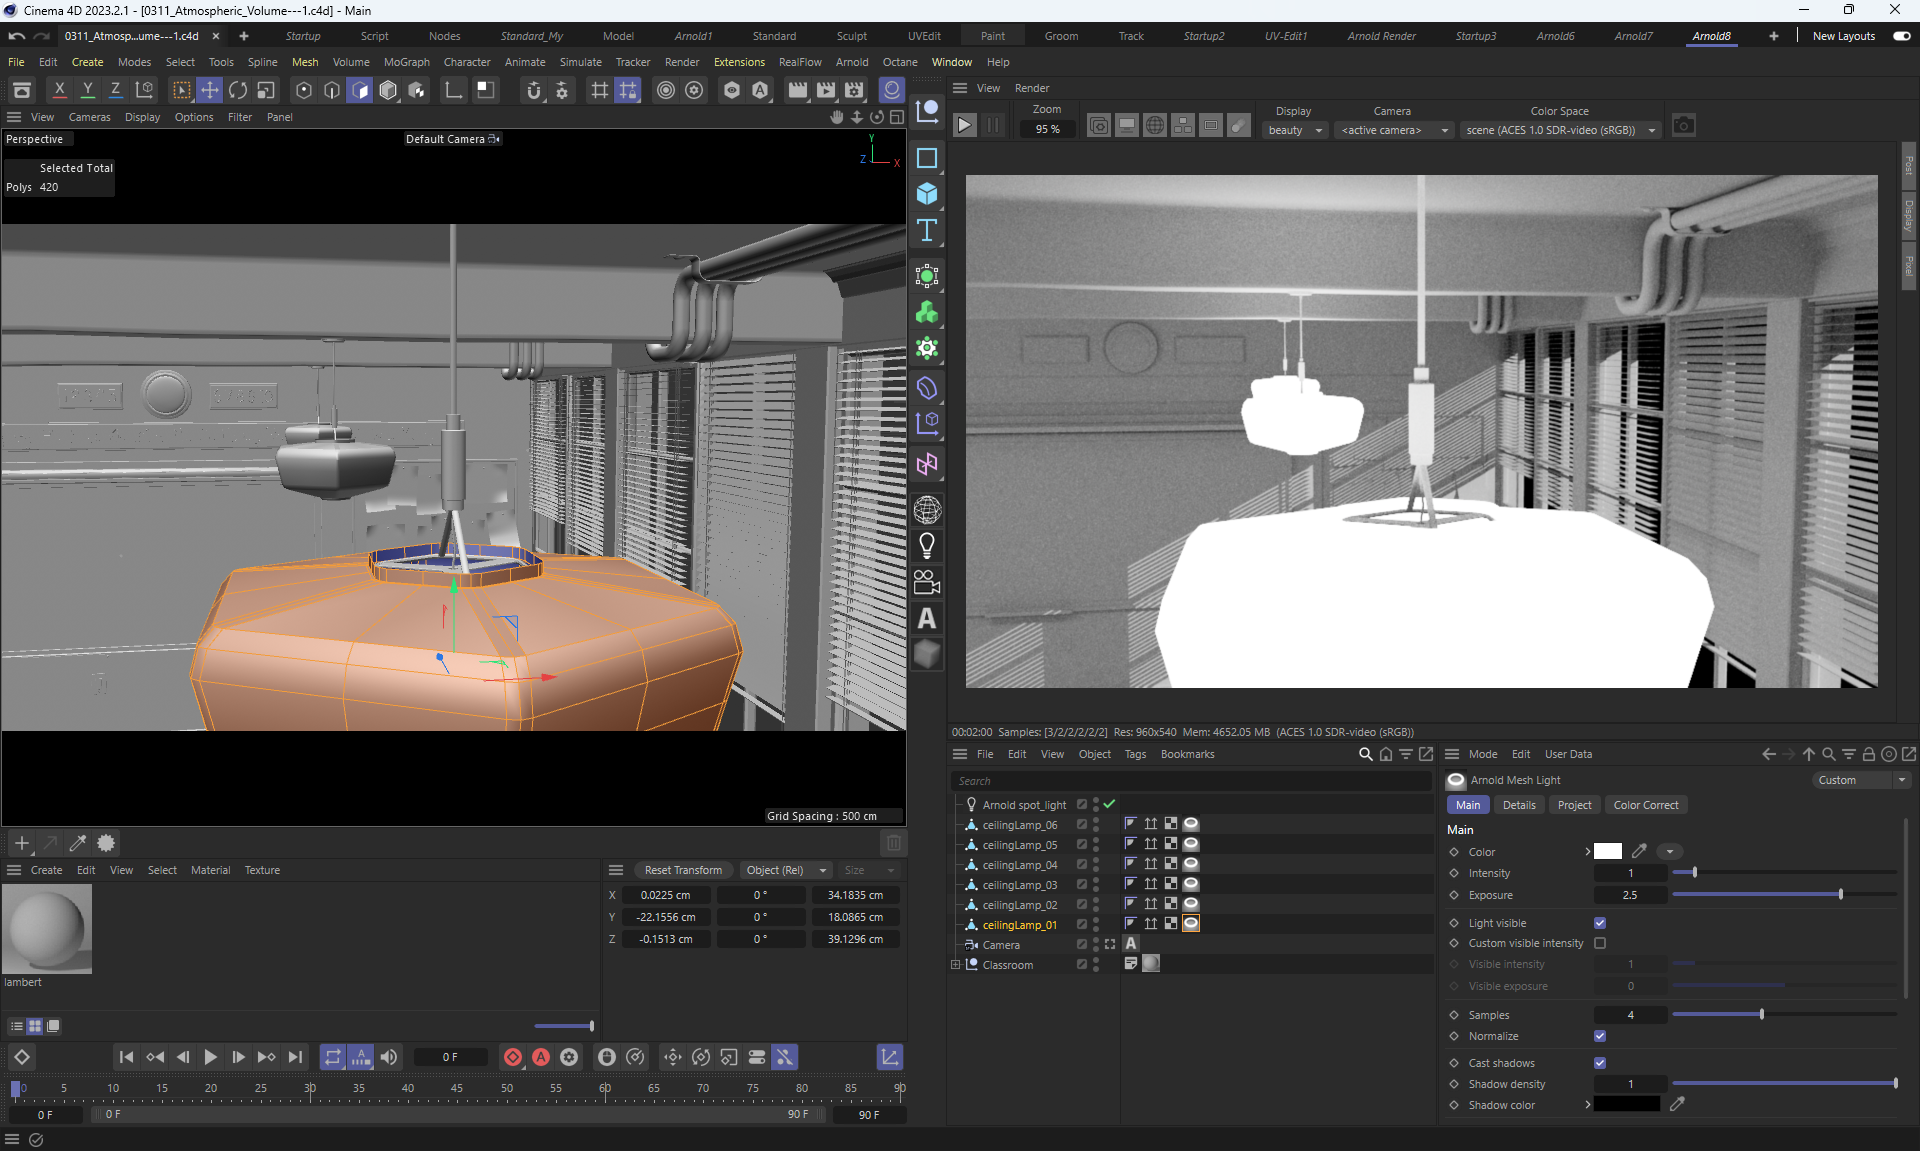 Cinema 4D 2023.2.1 - [0311_Atmospheric_Volume---1.c4d] - Main
0311_Atmosp...ume---1.c4d Startup Script Nodes Standard_My Model Arnold1 Standard Sculpt UVEdit Paint Groom Track Startup2 UV-Edit1 Arnold Render Startup3 Arnold6 Arnold7 Arnold8 New Layouts
File Edit Create Modes Select Tools Spline Mesh Volume MoGraph Character Animate Simulate Tracker Render Extensions RealFlow Arnold Octane Window Help
X Y Z A
View Cameras Display Options Filter Panel
View Render
Zoom Display Camera Color Space
95 % beauty <active camera> scene (ACES 1.0 SDR-video (sRGB))
Perspective Default Camera
Y
Z X
Selected Total
Polys 420
Post
Display
Pixel
T
A
Grid Spacing : 500 cm
00:02:00 Samples: [3/2/2/2/2/2] Res: 960x540 Mem: 4652.05 MB (ACES 1.0 SDR-video (sRGB))
File Edit View Object Tags Bookmarks
Search
Arnold spot_light
ceilingLamp_06
ceilingLamp_05
ceilingLamp_04
ceilingLamp_03
ceilingLamp_02
ceilingLamp_01
Camera A
Classroom
Mode Edit User Data
Arnold Mesh Light Custom
Main Details Project Color Correct
Main
Color
Intensity 1
Exposure 2.5
Light visible
Custom visible intensity
Visible intensity 1
Visible exposure 0
Samples 4
Normalize
Cast shadows
Shadow density 1
Shadow color
Create Edit View Select Material Texture
lambert
Reset Transform Object (Rel) Size
X 0.0225 cm 0 ° 34.1835 cm
Y -22.1556 cm 0 ° 18.0865 cm
Z -0.1513 cm 0 ° 39.1296 cm
A 0 F A
0 5 10 15 20 25 30 35 40 45 50 55 60 65 70 75 80 85 90
0 F 0 F 90 F 90 F